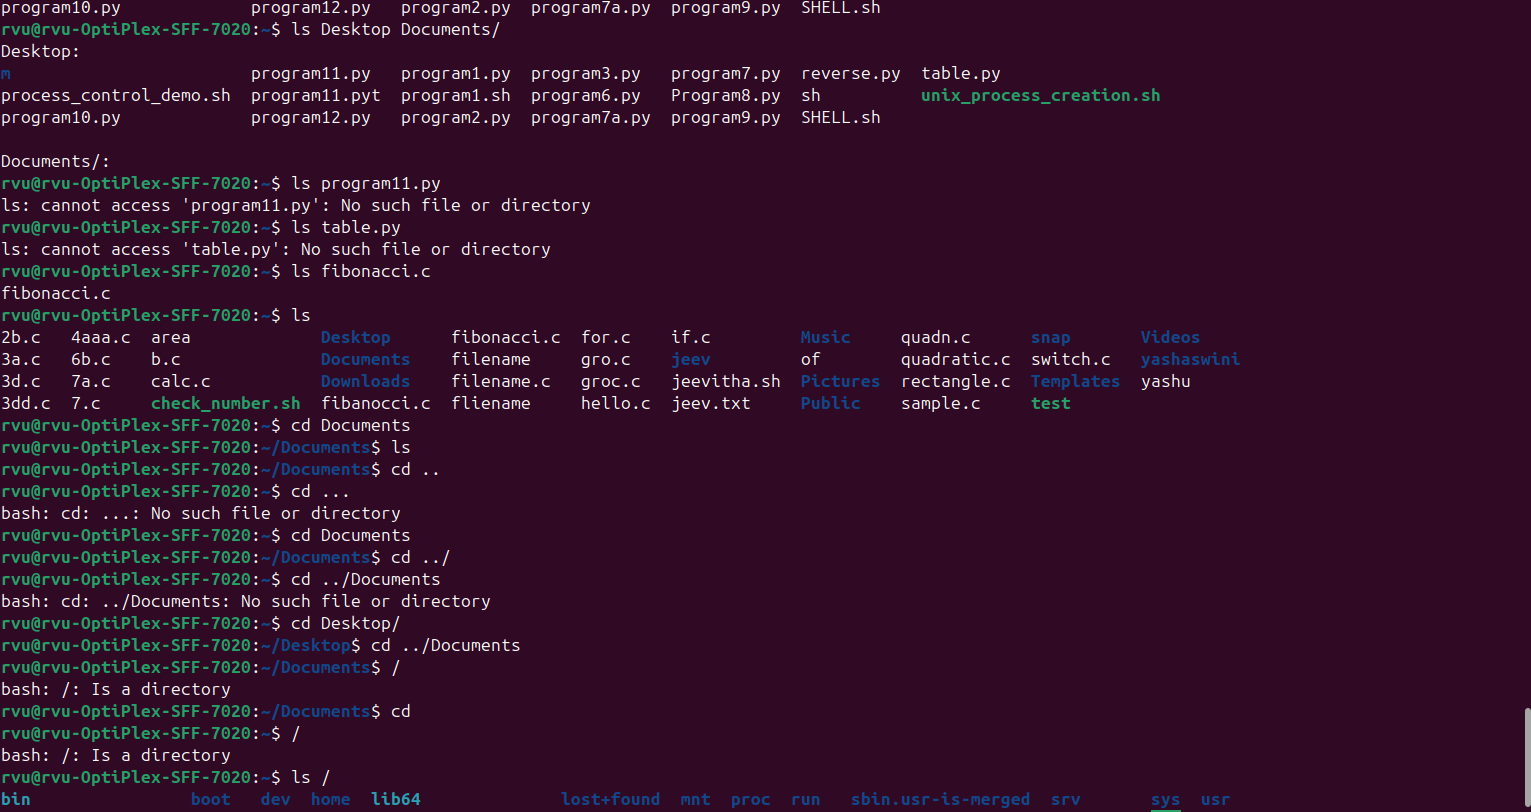 program10.py program12.py program2.py program7a.py program9.py SHELL.sh
rvu@rvu-OptiPlex-SFF-7020:~$ ls Desktop Documents/
Desktop:
m program11.py program1.py program3.py program7.py reverse.py table.py
process_control_demo.sh program11.pyt program1.sh program6.py Program8.py sh unix_process_creation.sh
program10.py program12.py program2.py program7a.py program9.py SHELL.sh
Documents/:
rvu@rvu-OptiPlex-SFF-7020:~$ ls program11.py
ls: cannot access 'program11.py': No such file or directory
rvu@rvu-OptiPlex-SFF-7020:~$ ls table.py
ls: cannot access 'table.py': No such file or directory
rvu@rvu-OptiPlex-SFF-7020:~$ ls fibonacci.c
fibonacci.c
rvu@rvu-OptiPlex-SFF-7020:~$ ls
2b.c 4aaa.c area Desktop fibonacci.c for.c if.c Music quadn.c snap Videos
3a.c 6b.c b.c Documents filename gro.c jeev of quadratic.c switch.c yashaswini
3d.c 7a.c calc.c Downloads filename.c groc.c jeevitha.sh Pictures rectangle.c Templates yashu
3dd.c 7.c check_number.sh fibanocci.c fliename hello.c jeev.txt Public sample.c test
rvu@rvu-OptiPlex-SFF-7020:~$ cd Documents
rvu@rvu-OptiPlex-SFF-7020:~/Documents$ ls
rvu@rvu-OptiPlex-SFF-7020:~/Documents$ cd ..
rvu@rvu-OptiPlex-SFF-7020:~$ cd ...
bash: cd: ...: No such file or directory
rvu@rvu-OptiPlex-SFF-7020:~$ cd Documents
rvu@rvu-OptiPlex-SFF-7020:~/Documents$ cd ../
rvu@rvu-OptiPlex-SFF-7020:~$ cd ../Documents
bash: cd: ../Documents: No such file or directory
rvu@rvu-OptiPlex-SFF-7020:~$ cd Desktop/
rvu@rvu-OptiPlex-SFF-7020:~/Desktop$ cd ../Documents
rvu@rvu-OptiPlex-SFF-7020:~/Documents$ /
bash: /: Is a directory
rvu@rvu-OptiPlex-SFF-7020:~/Documents$ cd
rvu@rvu-OptiPlex-SFF-7020:~$ /
bash: /: Is a directory
rvu@rvu-OptiPlex-SFF-7020:~$ ls /
bin boot dev home lib64 lost+found mnt proc run sbin.usr-is-merged srv sys usr